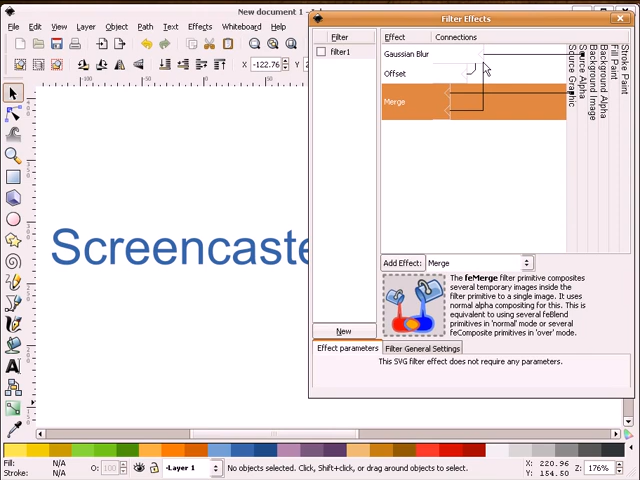 New document 1 -
File Edit View Layer Object Path Text Effects Whiteboard Help
X: -122.76
-100 -50 0
Screencaste
Filter Effects
Filter
filter1
New
Effect Connections
Gaussian Blur
Offset
Merge
Stroke Paint
Fill Paint
Background Alpha
Background Image
Source Alpha
Source Graphic
Add Effect: Merge
The feMerge filter primitive composites
several temporary images inside the
filter primitive to a single image. It uses
normal alpha compositing for this. This is
equivalent to using several feBlend
primitives in 'normal' mode or several
feComposite primitives in 'over' mode.
Effect parameters Filter General Settings
This SVG filter effect does not require any parameters.
Fill: N/A
Stroke: N/A
O: 100
-Layer 1
No objects selected. Click, Shift+click, or drag around objects to select.
X: 220.96
Y: 154.50
Z: 176%